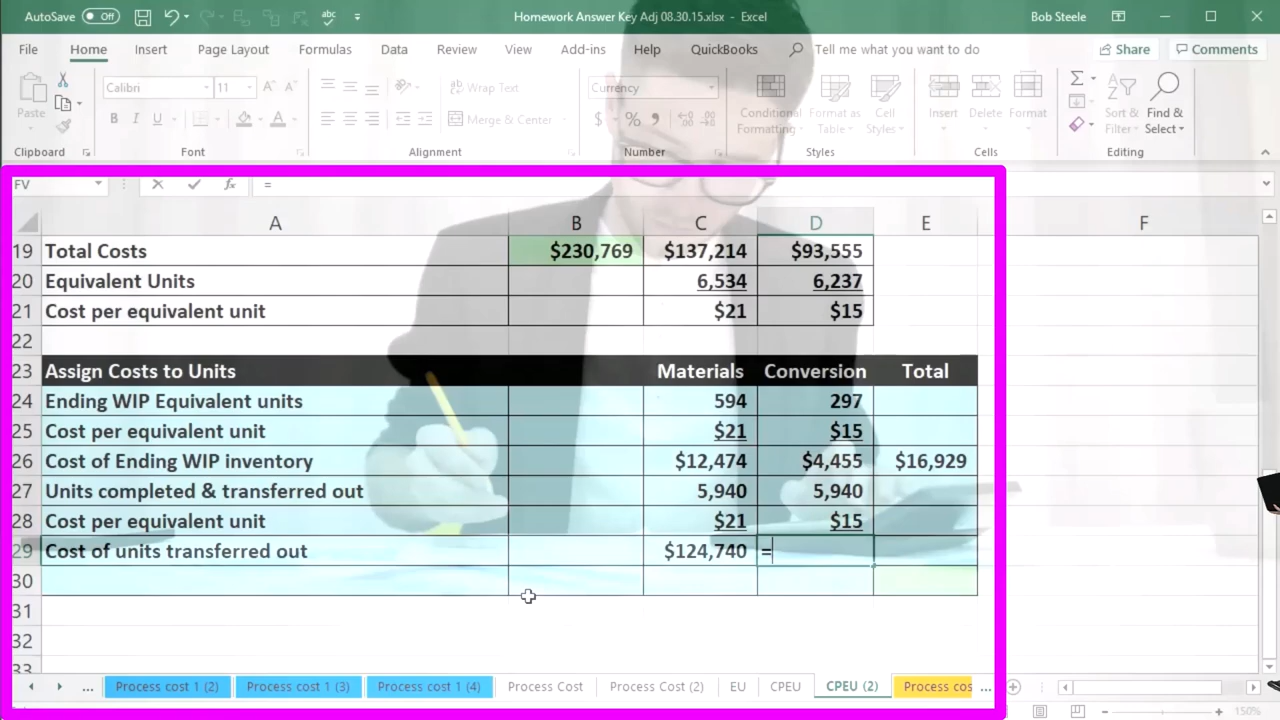 AutoSave Off abc Homework Answer Key Adj 08.30.15.xlsx - Excel Bob Steele
File Home Insert Page Layout Formulas Data Review View Add-ins Help QuickBooks Tell me what you want to do Share Comments
Paste Calibri 11 B I U A Wrap Text Merge & Center Currency $ % Conditional Formatting Format as Table Cell Styles Insert Delete Format Sort & Filter Find & Select
Clipboard Font Alignment Number Styles Cells Editing
FV fx =
A B C D E F
19 Total Costs $230,769 $137,214 $93,555
20 Equivalent Units 6,534 6,237
21 Cost per equivalent unit $21 $15
22
23 Assign Costs to Units Materials Conversion Total
24 Ending WIP Equivalent units 594 297
25 Cost per equivalent unit $21 $15
26 Cost of Ending WIP inventory $12,474 $4,455 $16,929
27 Units completed & transferred out 5,940 5,940
28 Cost per equivalent unit $21 $15
29 Cost of units transferred out $124,740 =
30
31
32
33
... Process cost 1 (2) Process cost 1 (3) Process cost 1 (4) Process Cost Process Cost (2) EU CPEU CPEU (2) Process cos ...
150%